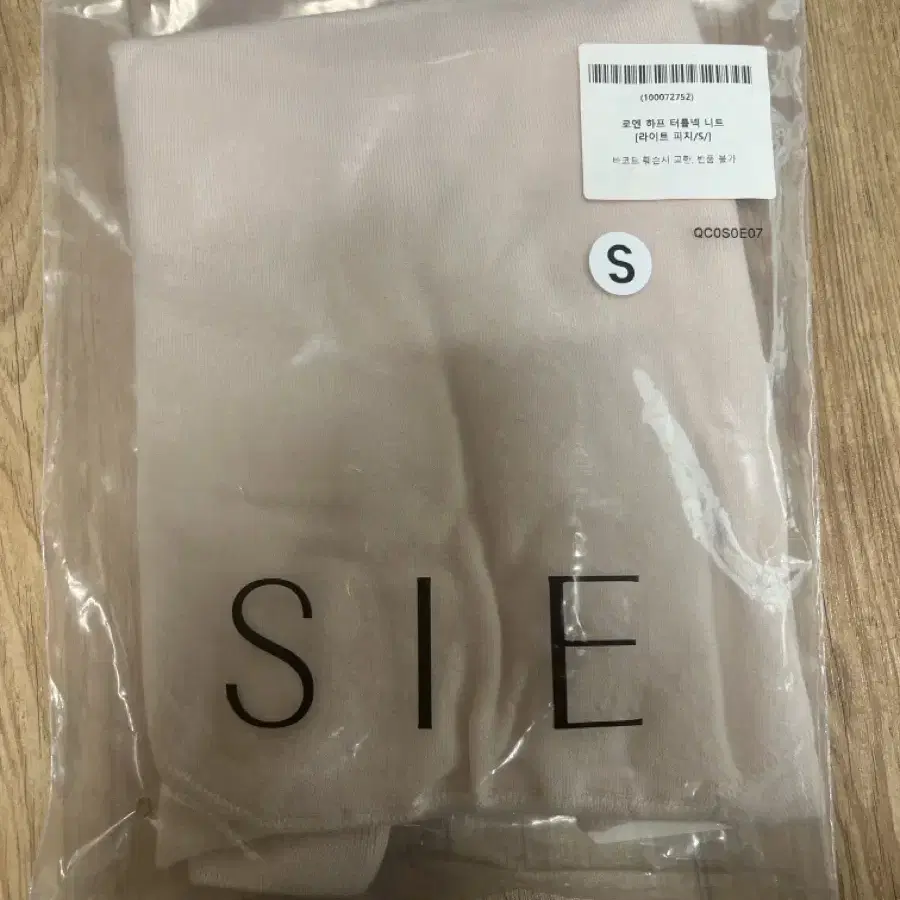 (100072752)
로엔 하프 터틀넥 니트
[라이트 피치/S/]
바코드 훼손시 교환, 반품 불가
QC0S0E07
S
SIE